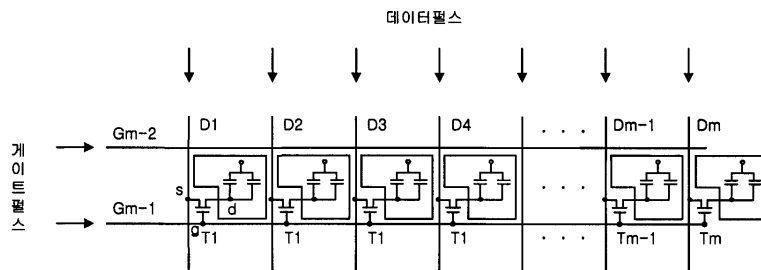 데이터펄스
D1 D2 D3 D4 . . . Dm-1 Dm
Gm-2
게이트펄스
s
d
Gm-1
g
T1 T1 T1 T1 . . . . Tm-1 Tm